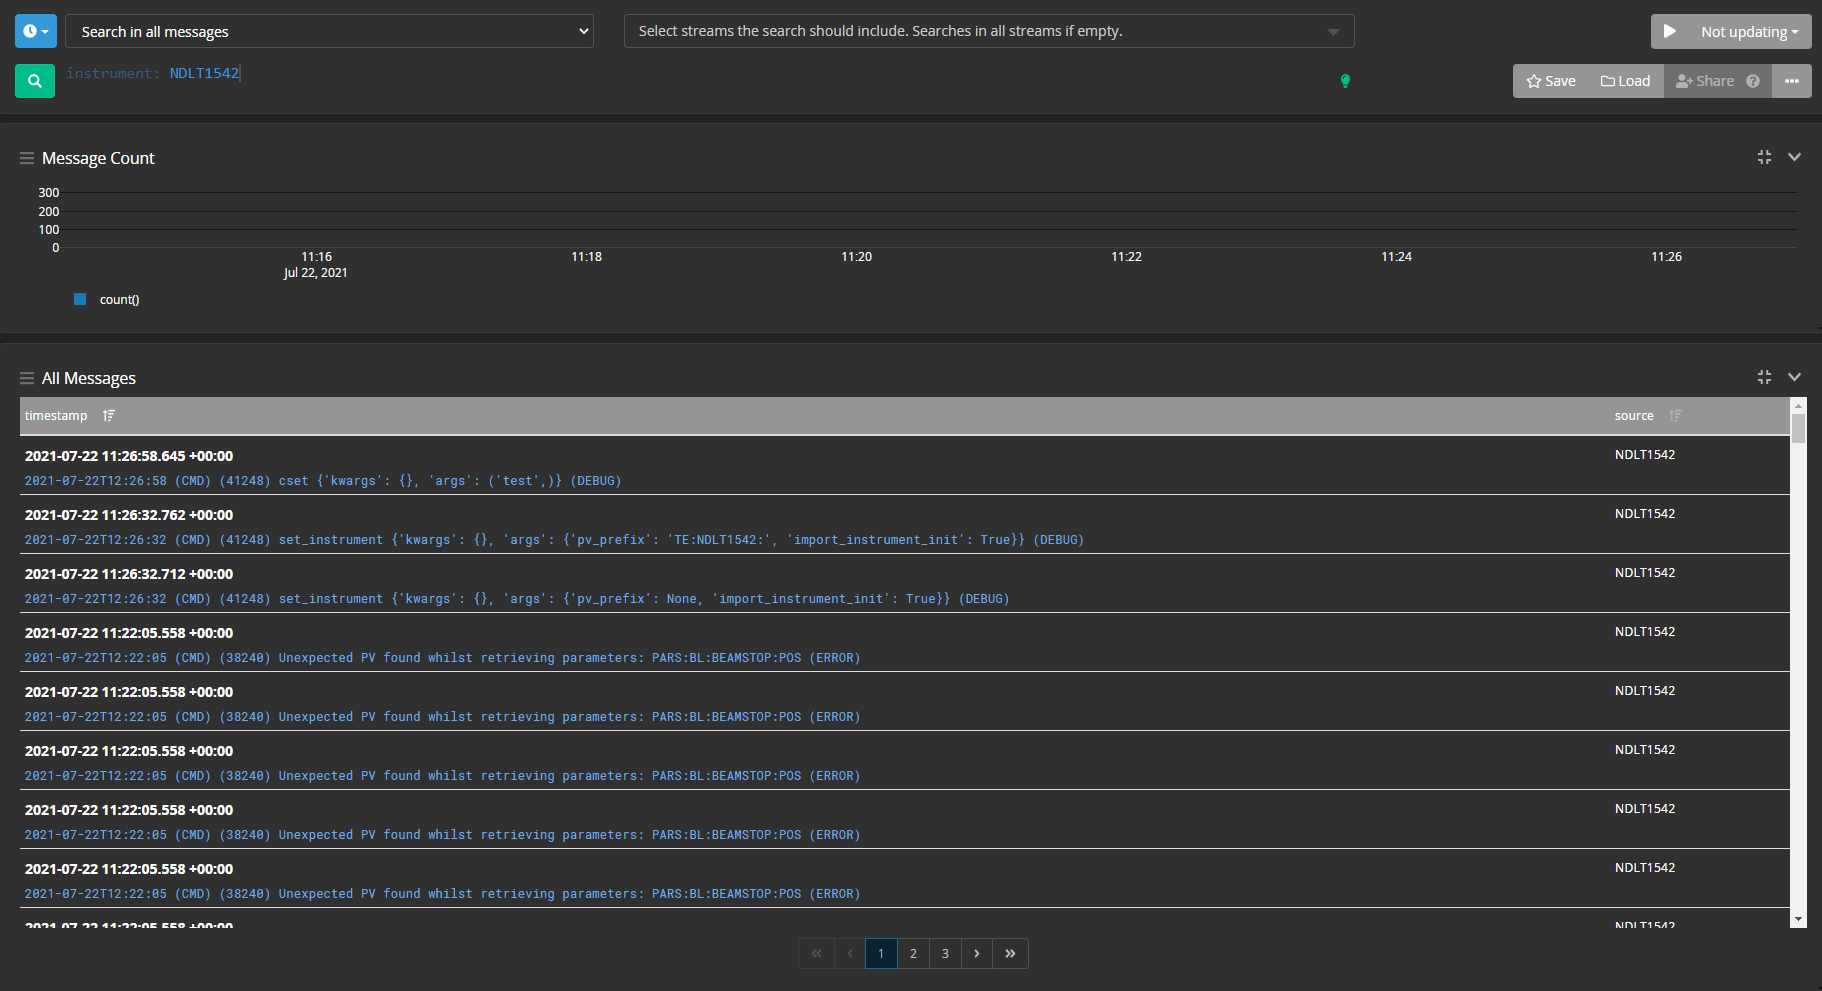 Search in all messages
Select streams the search should include. Searches in all streams if empty.
Not updating
instrument: NDLT1542
Save
Load
Share
Message Count
300
200
100
0
11:16 11:18 11:20 11:22 11:24 11:26
Jul 22, 2021
count()
All Messages
timestamp source
2021-07-22 11:26:58.645 +00:00 NDLT1542
2021-07-22T12:26:58 (CMD) (41248) cset {'kwargs': {}, 'args': ('test',)} (DEBUG)
2021-07-22 11:26:32.762 +00:00 NDLT1542
2021-07-22T12:26:32 (CMD) (41248) set_instrument {'kwargs': {}, 'args': {'pv_prefix': 'TE:NDLT1542:', 'import_instrument_init': True}} (DEBUG)
2021-07-22 11:26:32.712 +00:00 NDLT1542
2021-07-22T12:26:32 (CMD) (41248) set_instrument {'kwargs': {}, 'args': {'pv_prefix': None, 'import_instrument_init': True}} (DEBUG)
2021-07-22 11:22:05.558 +00:00 NDLT1542
2021-07-22T12:22:05 (CMD) (38240) Unexpected PV found whilst retrieving parameters: PARS:BL:BEAMSTOP:POS (ERROR)
2021-07-22 11:22:05.558 +00:00 NDLT1542
2021-07-22T12:22:05 (CMD) (38240) Unexpected PV found whilst retrieving parameters: PARS:BL:BEAMSTOP:POS (ERROR)
2021-07-22 11:22:05.558 +00:00 NDLT1542
2021-07-22T12:22:05 (CMD) (38240) Unexpected PV found whilst retrieving parameters: PARS:BL:BEAMSTOP:POS (ERROR)
2021-07-22 11:22:05.558 +00:00 NDLT1542
2021-07-22T12:22:05 (CMD) (38240) Unexpected PV found whilst retrieving parameters: PARS:BL:BEAMSTOP:POS (ERROR)
2021-07-22 11:22:05.558 +00:00 NDLT1542
2021-07-22T12:22:05 (CMD) (38240) Unexpected PV found whilst retrieving parameters: PARS:BL:BEAMSTOP:POS (ERROR)
2021-07-22 11:22:05.558 +00:00 NDLT1542
« ‹ 1 2 3 › »